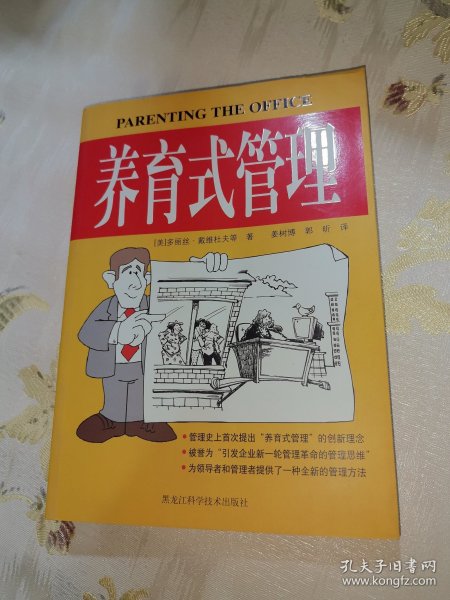 PARENTING THE OFFICE
养育式管理
[美]多丽丝·戴维杜夫等 著 姜树博 郭昕 译
•管理史上首次提出“养育式管理”的创新理念
•被誉为“引发企业新一轮管理革命的管理思维”
•为领导者和管理者提供了一种全新的管理方法
黑龙江科学技术出版社
孔夫子旧书网
www.kongfz.com